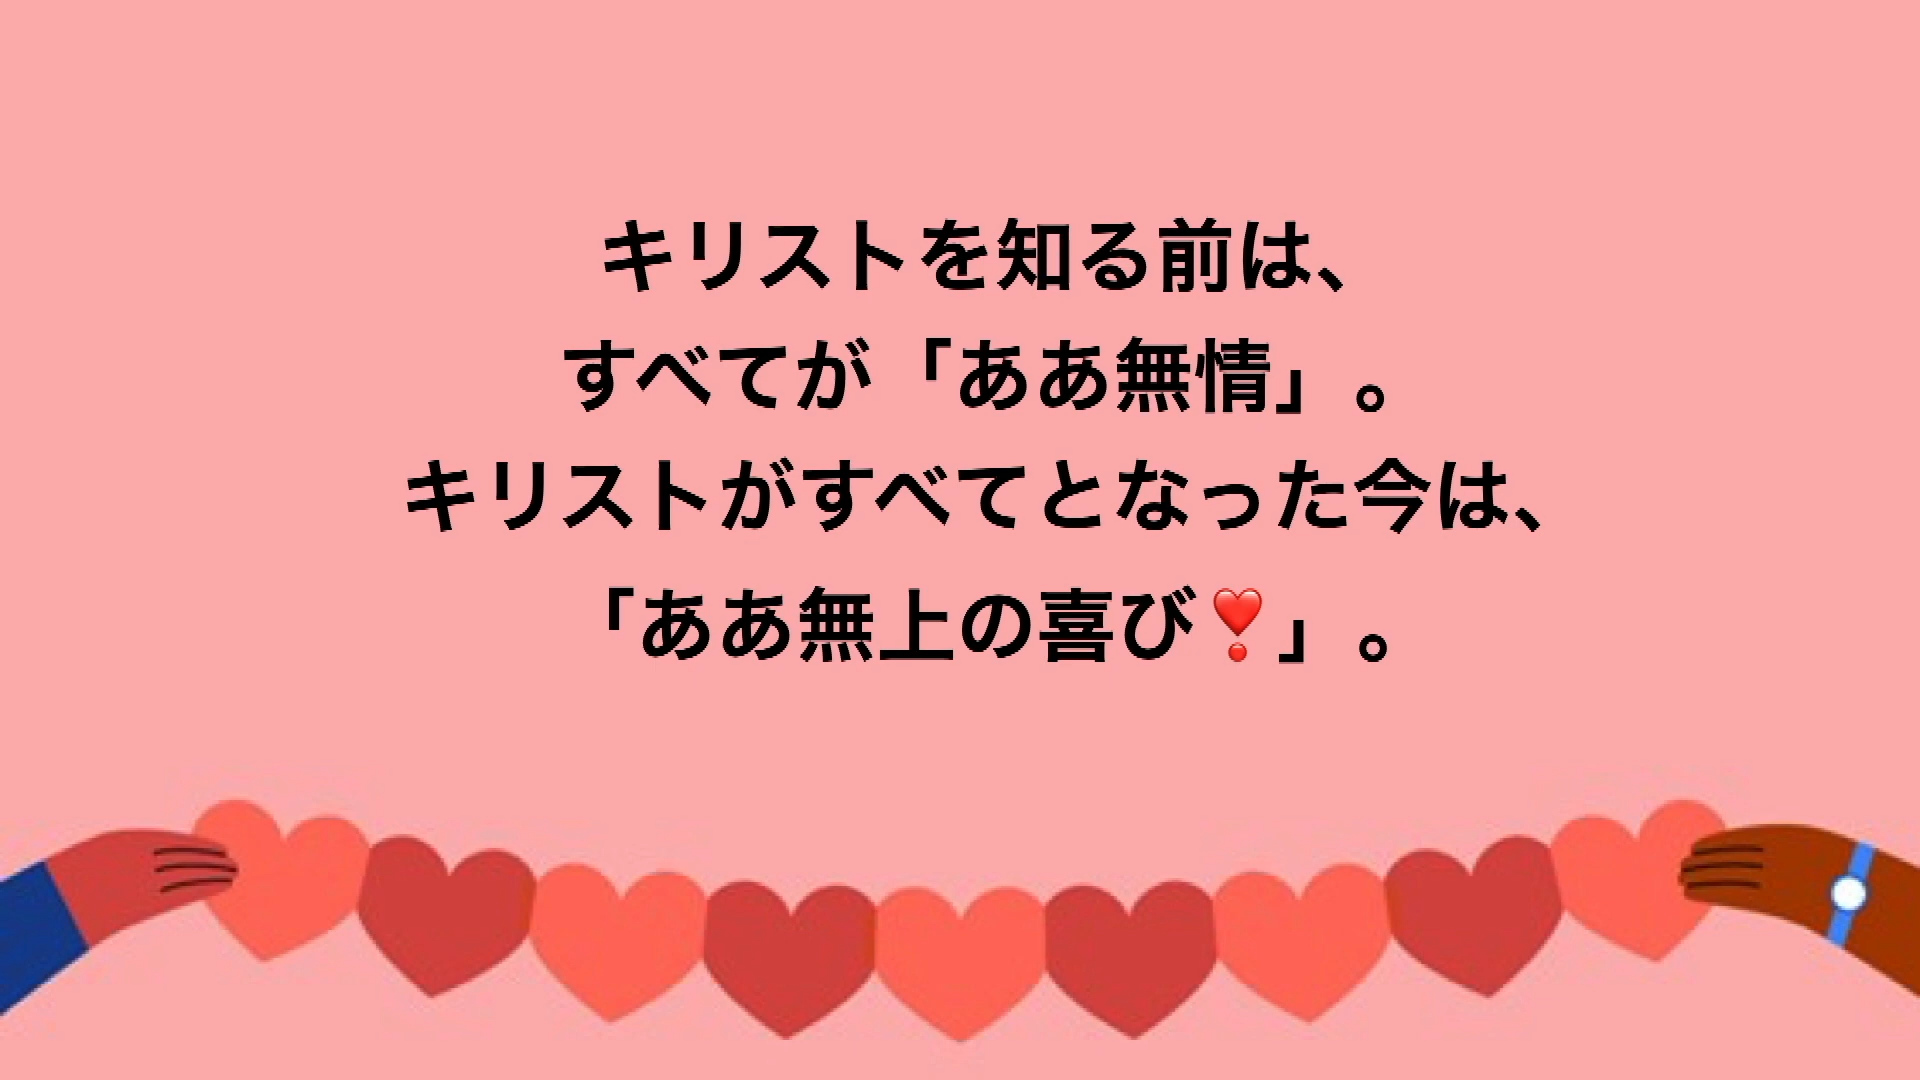 キリストを知る前は、
すべてが「ああ無情」。
キリストがすべてとなった今は、
「ああ無上の喜び❣️」。